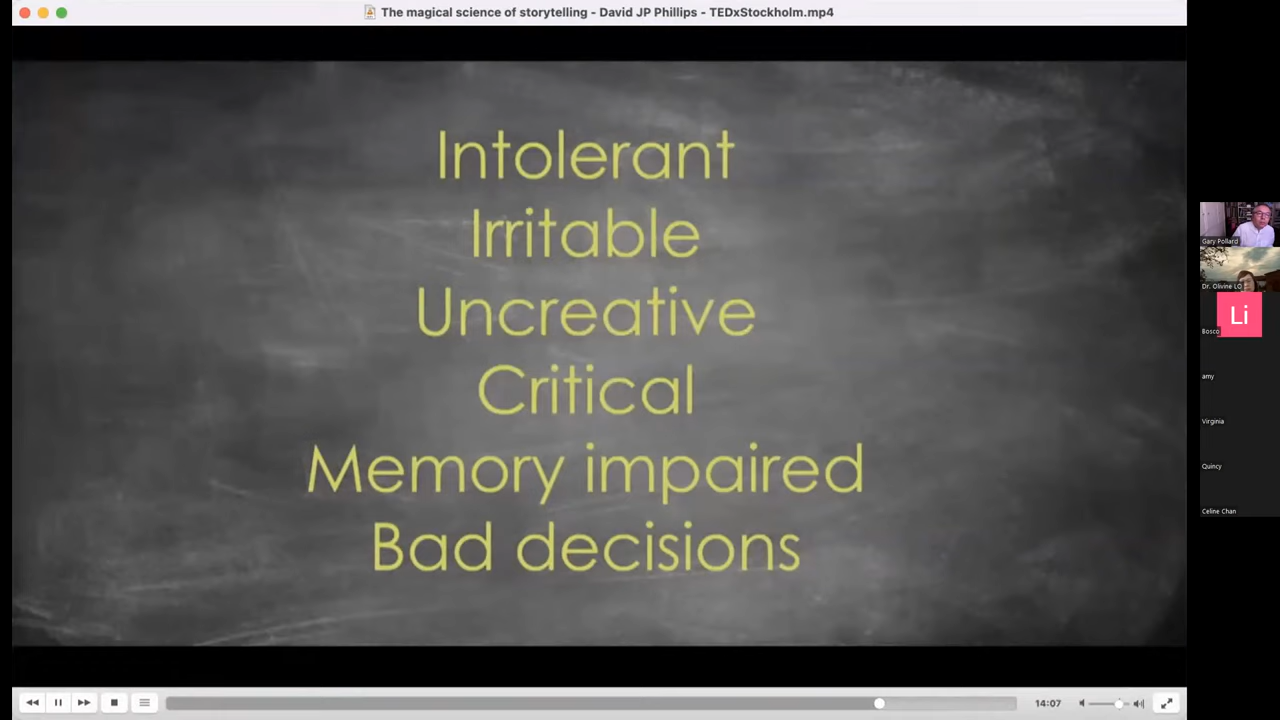 The magical science of storytelling - David JP Phillips - TEDxStockholm.mp4
Intolerant
Irritable
Uncreative
Critical
Memory impaired
Bad decisions
Gary Pollard
Dr. Olivine LO
Li
Bosco
amy
Virginia
Quincy
Celine Chan
14:07